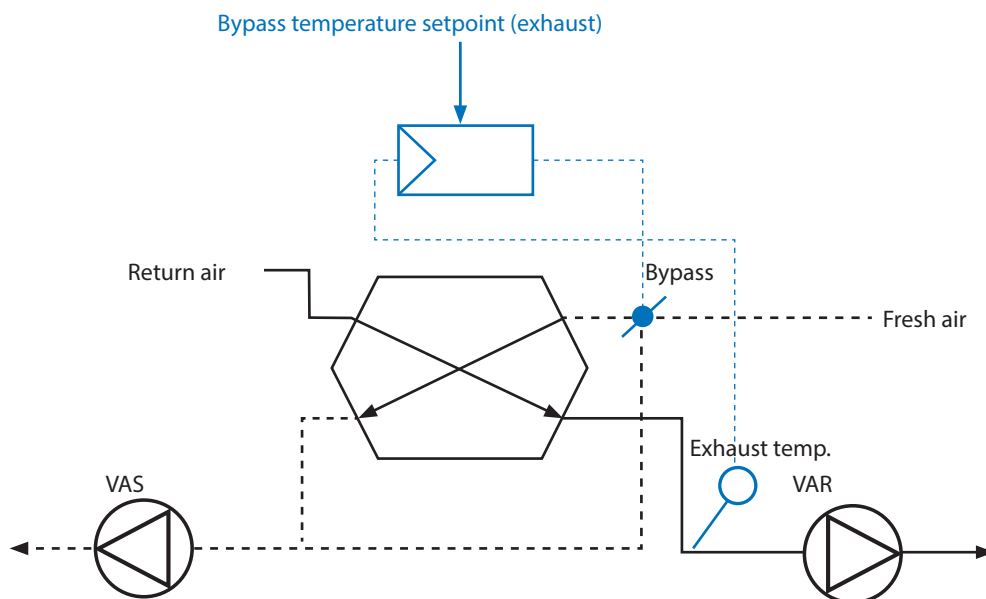 Bypass temperature setpoint (exhaust)
Return air
Bypass
Fresh air
Exhaust temp.
VAS
VAR